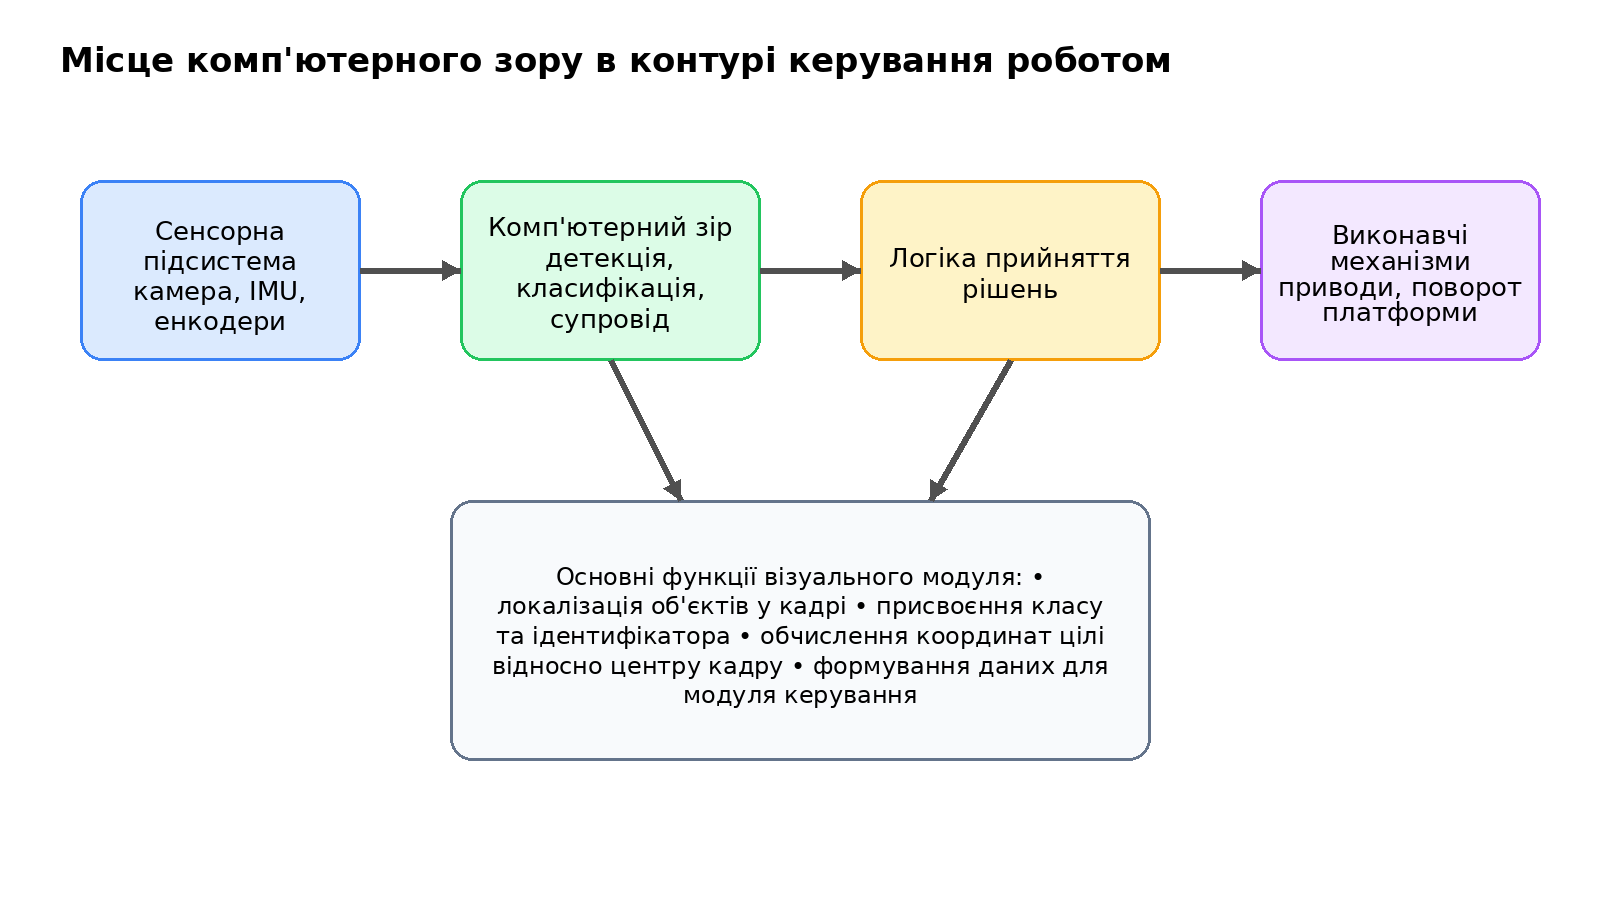 Місце комп'ютерного зору в контурі керування роботом
Сенсорна
підсистема
камера, IMU,
енкодери
Комп'ютерний зір
детекція,
класифікація,
супровід
Логіка прийняття
рішень
Виконавчі
механізми
приводи, поворот
платформи
Основні функції візуального модуля: •
локалізація об'єктів у кадрі • присвоєння класу
та ідентифікатора • обчислення координат цілі
відносно центру кадру • формування даних для
модуля керування